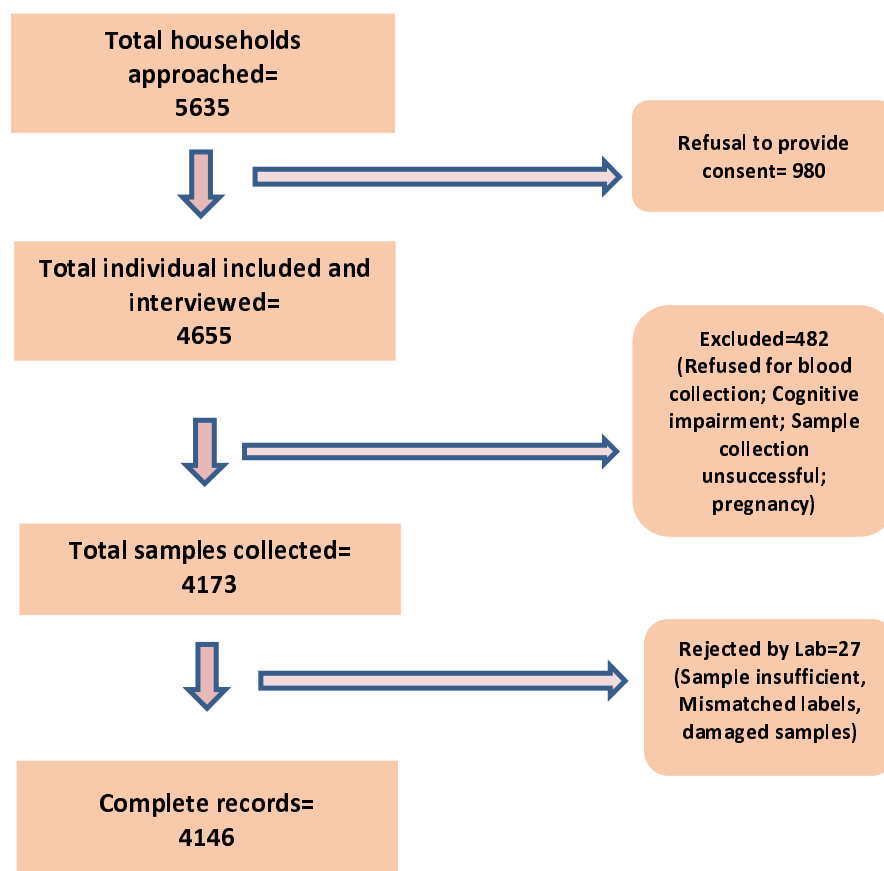 Total households
approached=
5635
Refusal to provide
consent= 980
Total individual included and
interviewed=
4655
Excluded=482
(Refused for blood
collection; Cognitive
impairment; Sample
collection
unsuccessful;
pregnancy)
Total samples collected=
4173
Rejected by Lab=27
(Sample insufficient,
Mismatched labels,
damaged samples)
Complete records=
4146